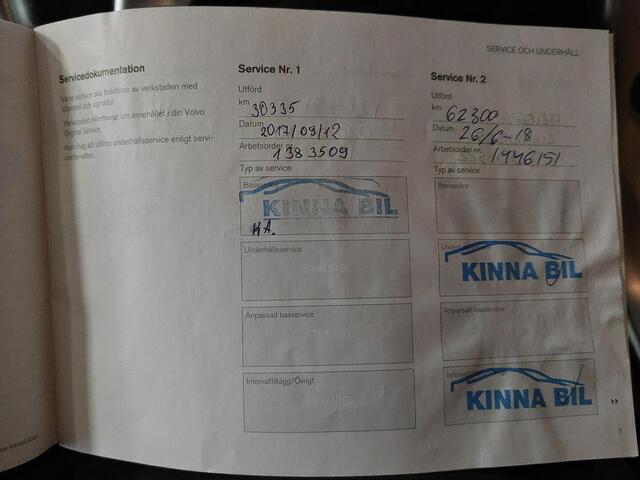 SERVICE OCH UNDERHÅLL
Servicedokumentation
Varje service ska bokföras av verkstaden med
stämpel och signatur.
Verkstaden informerar om innehållet i din Volvo
Original Service.
Kom ihåg att utföra underhållsservice enligt servi-
Service Nr. 1
Utförd
km 30335
Datum 2017/09/12
Arbetsorder nr. 1383509
Typ av service
Basservice
KINNA BIL
KA.
Underhållsservice
STÄMPEL
Anpassad basservice
STÄMPEL
Intervalltillägg/Övrigt
STÄMPEL
Service Nr. 2
Utförd
km 62300
Datum 26/6-18
Arbetsorder nr. 1446151
Typ av service
Basservice
KINNA BIL
Anpassad basservice
KINNA BIL
7